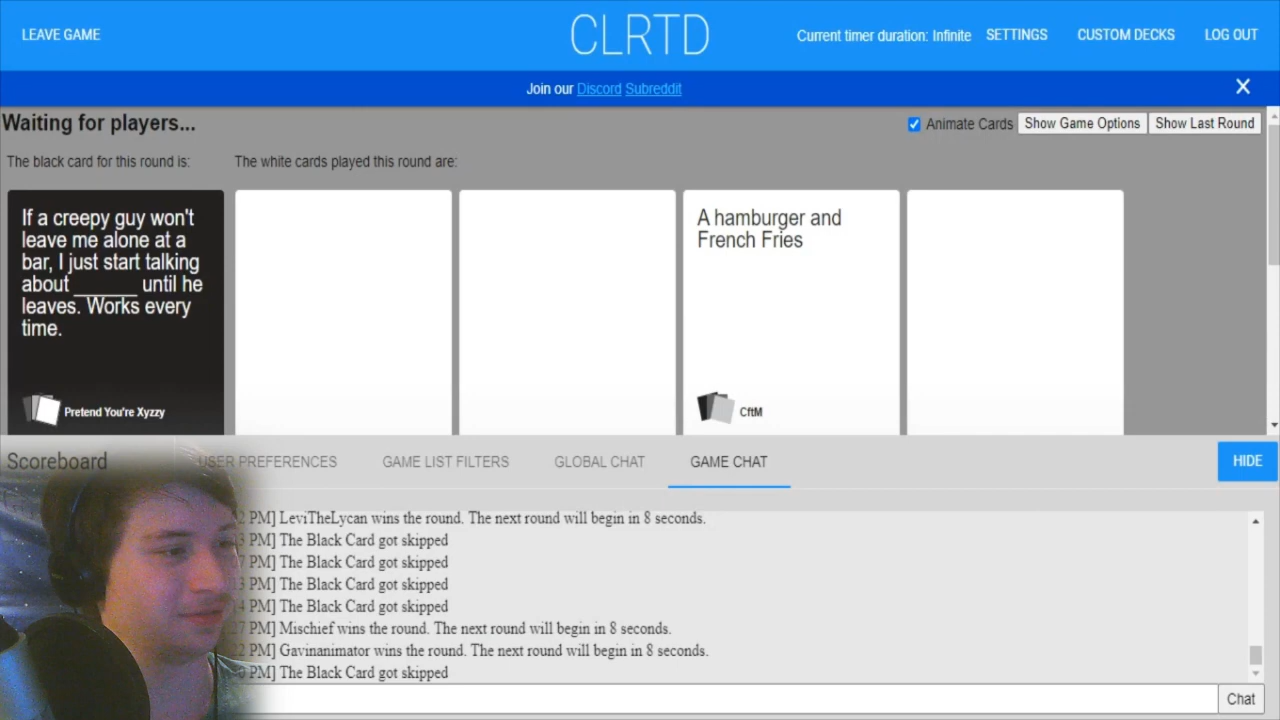 LEAVE GAME
CLRTD
Current timer duration: Infinite
SETTINGS
CUSTOM DECKS
LOG OUT
Join our Discord Subreddit
X
Waiting for players...
Animate Cards
Show Game Options
Show Last Round
The black card for this round is:
The white cards played this round are:
If a creepy guy won't
leave me alone at a
bar, I just start talking
about ______ until he
leaves. Works every
time.
Pretend You're Xyzzy
A hamburger and
French Fries
CftM
Scoreboard
USER PREFERENCES
GAME LIST FILTERS
GLOBAL CHAT
GAME CHAT
HIDE
PM] LeviTheLycan wins the round. The next round will begin in 8 seconds.
PM] The Black Card got skipped
PM] The Black Card got skipped
PM] The Black Card got skipped
PM] The Black Card got skipped
PM] Mischief wins the round. The next round will begin in 8 seconds.
PM] Gavinanimator wins the round. The next round will begin in 8 seconds.
PM] The Black Card got skipped
Chat